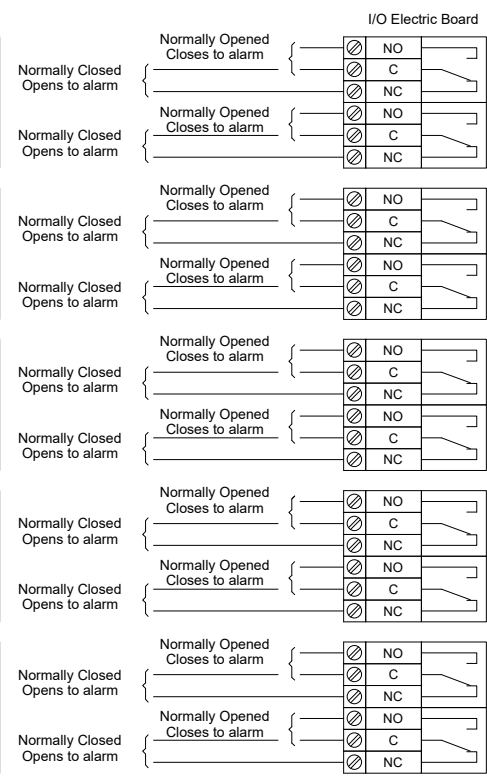 I/O Electric Board
Normally Opened
Closes to alarm
NO
Normally Closed
Opens to alarm
C
NC
Normally Opened
Closes to alarm
NO
Normally Closed
Opens to alarm
C
NC
Normally Opened
Closes to alarm
NO
Normally Closed
Opens to alarm
C
NC
Normally Opened
Closes to alarm
NO
Normally Closed
Opens to alarm
C
NC
Normally Opened
Closes to alarm
NO
Normally Closed
Opens to alarm
C
NC
Normally Opened
Closes to alarm
NO
Normally Closed
Opens to alarm
C
NC
Normally Opened
Closes to alarm
NO
Normally Closed
Opens to alarm
C
NC
Normally Opened
Closes to alarm
NO
Normally Closed
Opens to alarm
C
NC
Normally Opened
Closes to alarm
NO
Normally Closed
Opens to alarm
C
NC
Normally Opened
Closes to alarm
NO
Normally Closed
Opens to alarm
C
NC